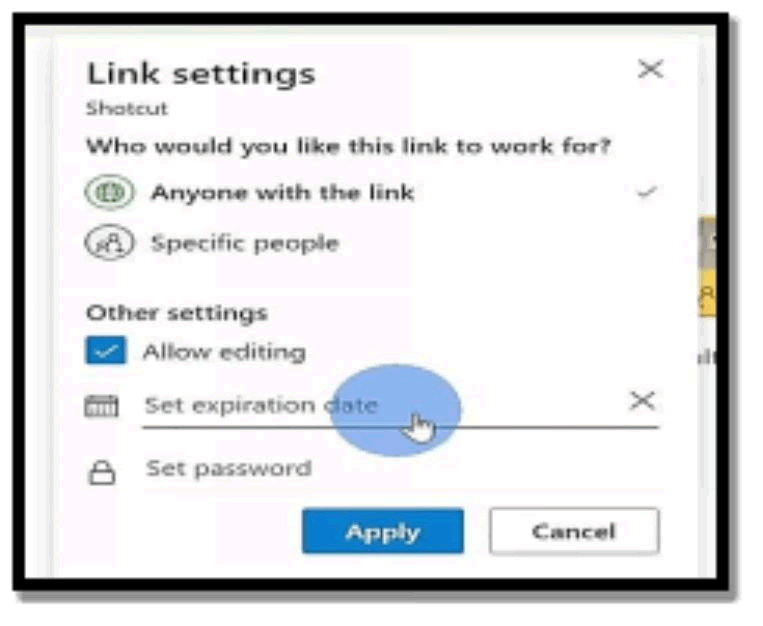 Link settings
Shotcut
Who would you like this link to work for?
Anyone with the link
Specific people
Other settings
Allow editing
Set expiration date
Set password
Apply Cancel